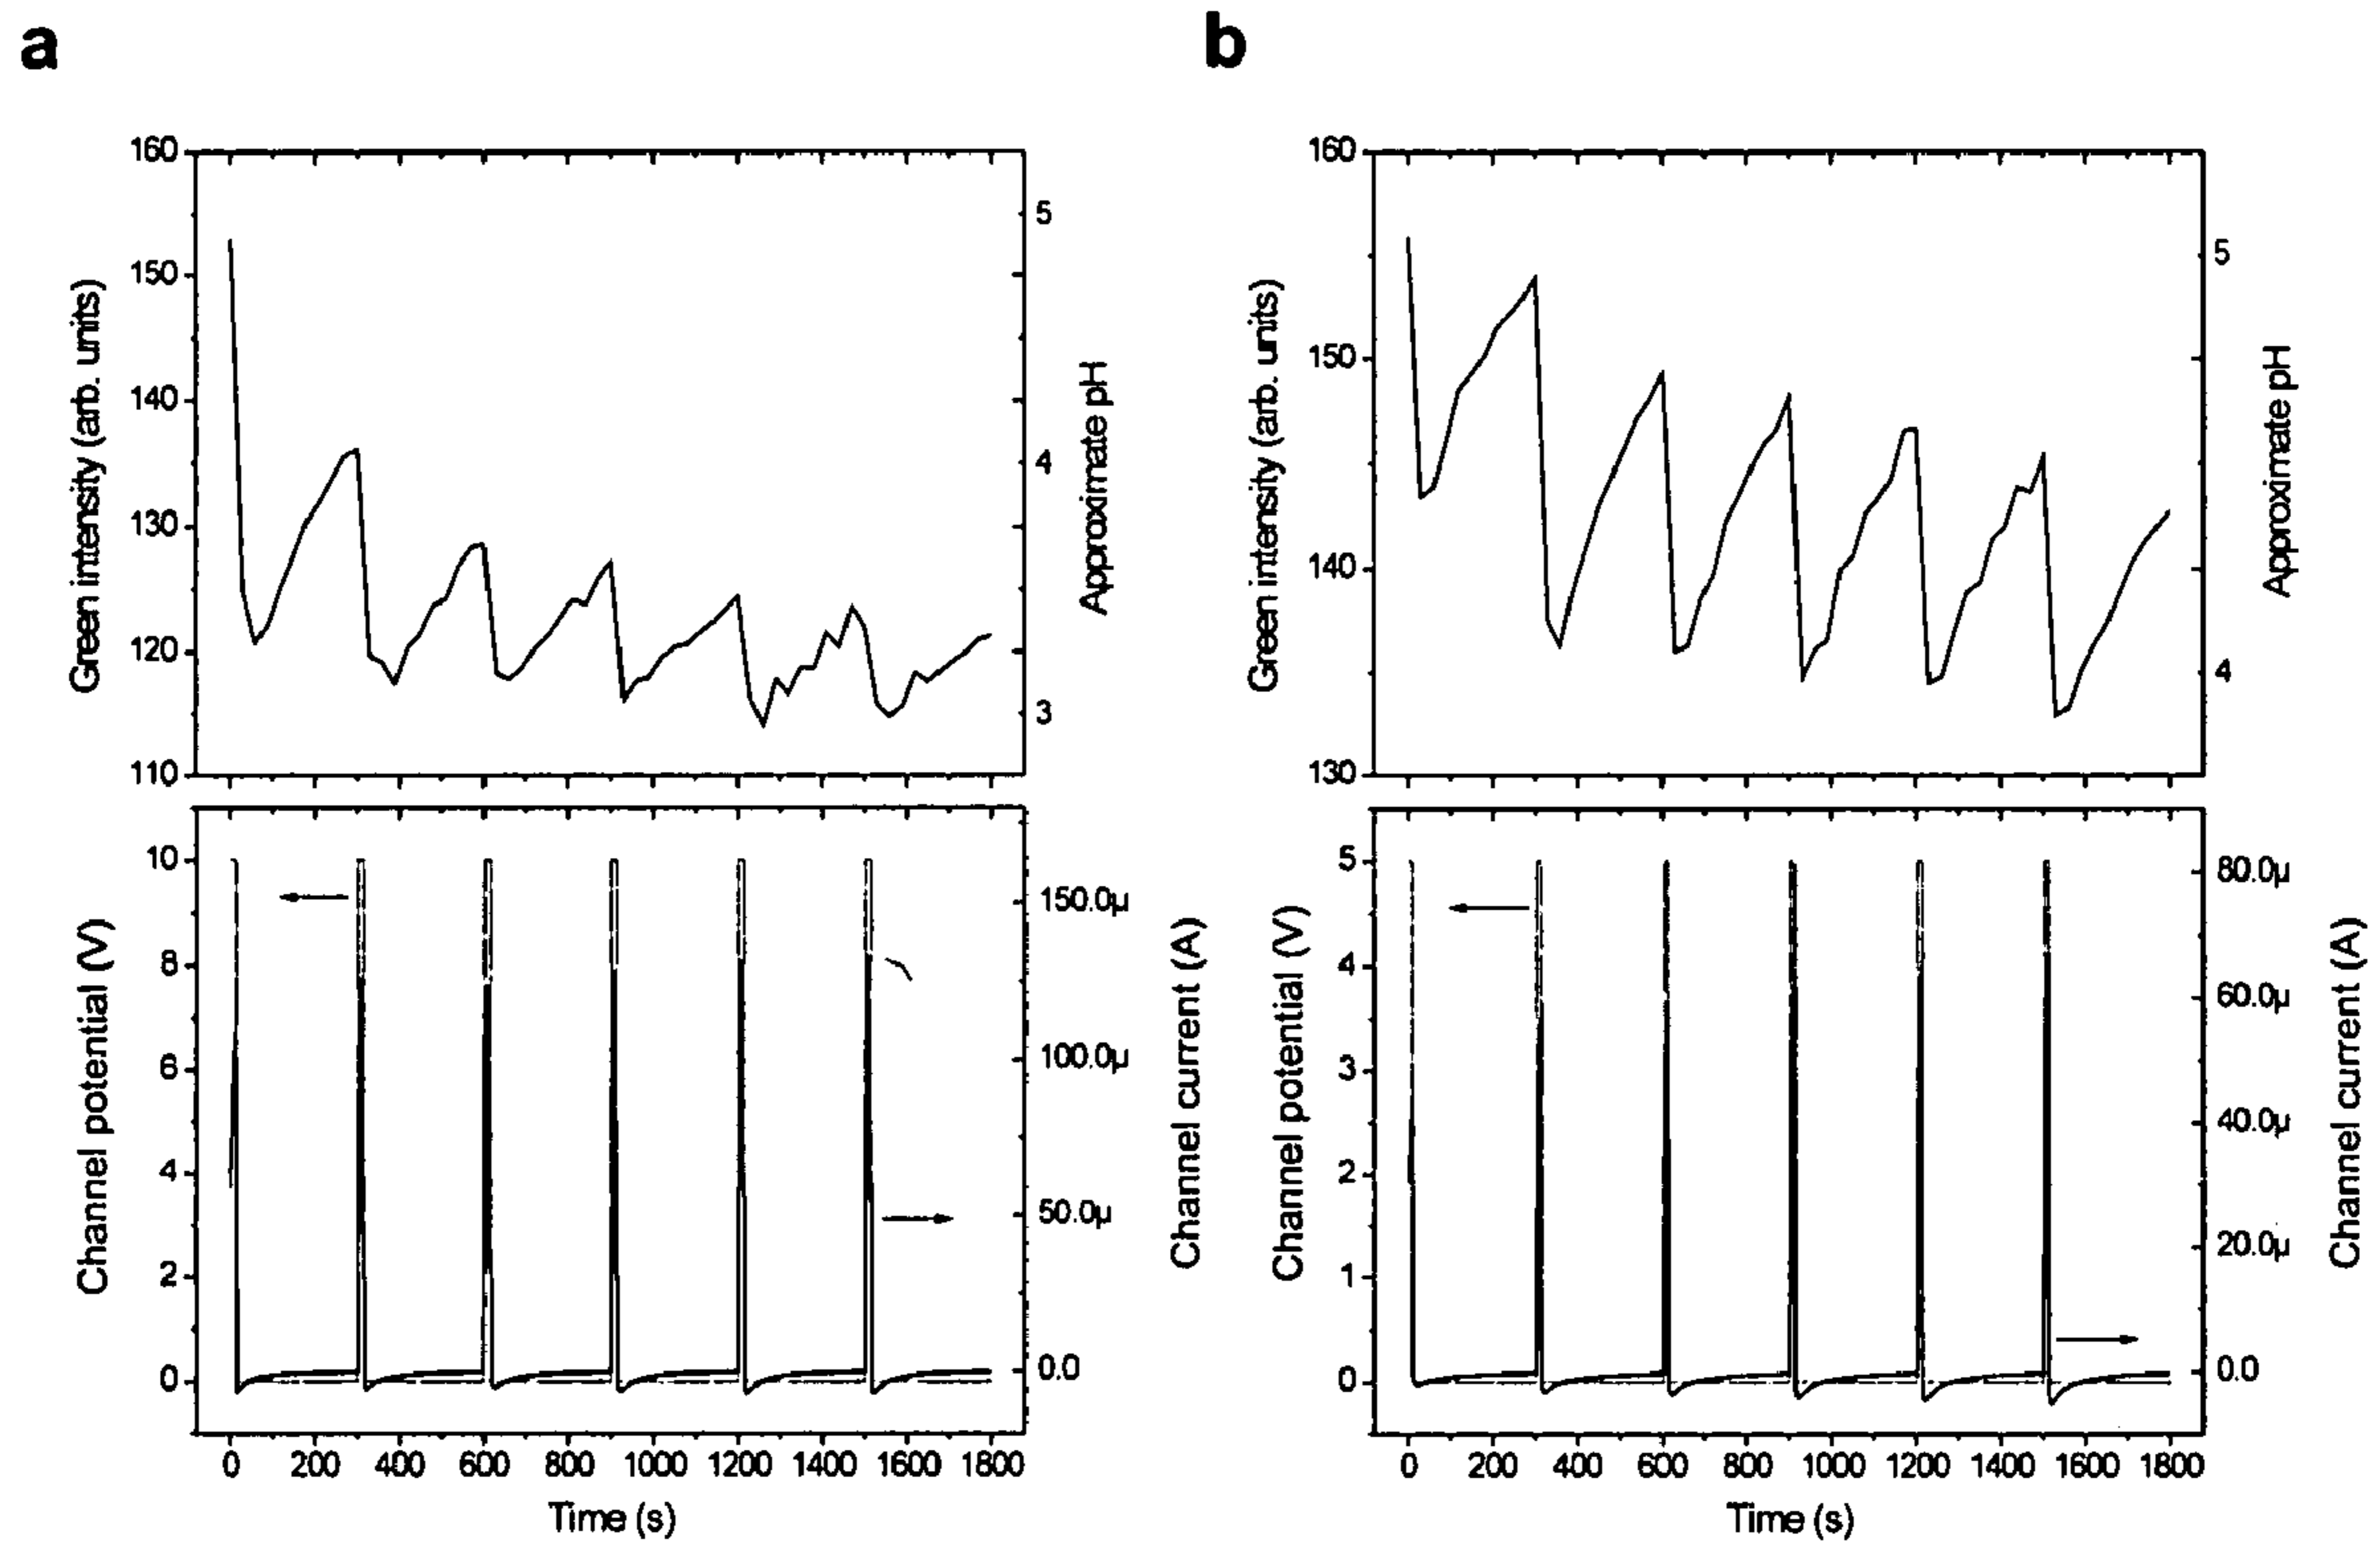 a
b
160
150
140
130
120
110
Green intensity (arb. units)
5
4
3
Approximate pH
160
150
140
130
Green intensity (arb. units)
5
4
Approximate pH
10
8
6
4
2
0
Channel potential (V)
150.0µ
100.0µ
50.0µ
0.0
Channel current (A)
0 200 400 600 800 1000 1200 1400 1600 1800
Time (s)
5
4
3
2
1
0
Channel potential (V)
80.0µ
60.0µ
40.0µ
20.0µ
0.0
Channel current (A)
0 200 400 600 800 1000 1200 1400 1600 1800
Time (s)